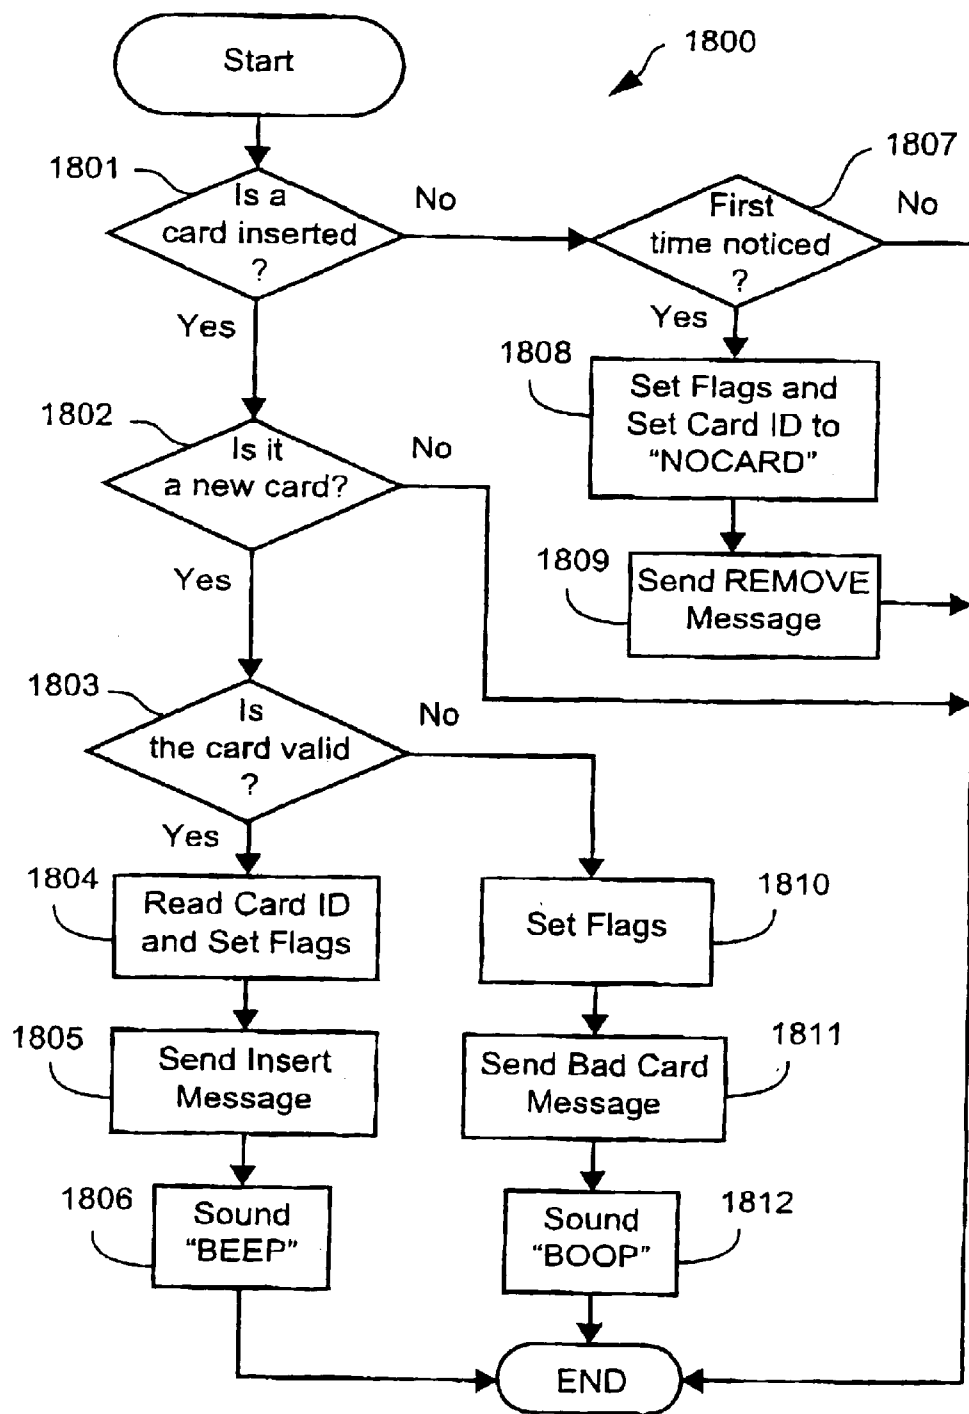 Start
1800
1801
Is a
card inserted
?
No
1807
First
time noticed
?
No
Yes
Yes
1808
Set Flags and
Set Card ID to
“NOCARD”
1802
Is it
a new card?
No
1809
Send REMOVE
Message
Yes
1803
Is
the card valid
?
No
Yes
1804
Read Card ID
and Set Flags
1810
Set Flags
1805
Send Insert
Message
1811
Send Bad Card
Message
1806
Sound
“BEEP”
1812
Sound
“BOOP”
END